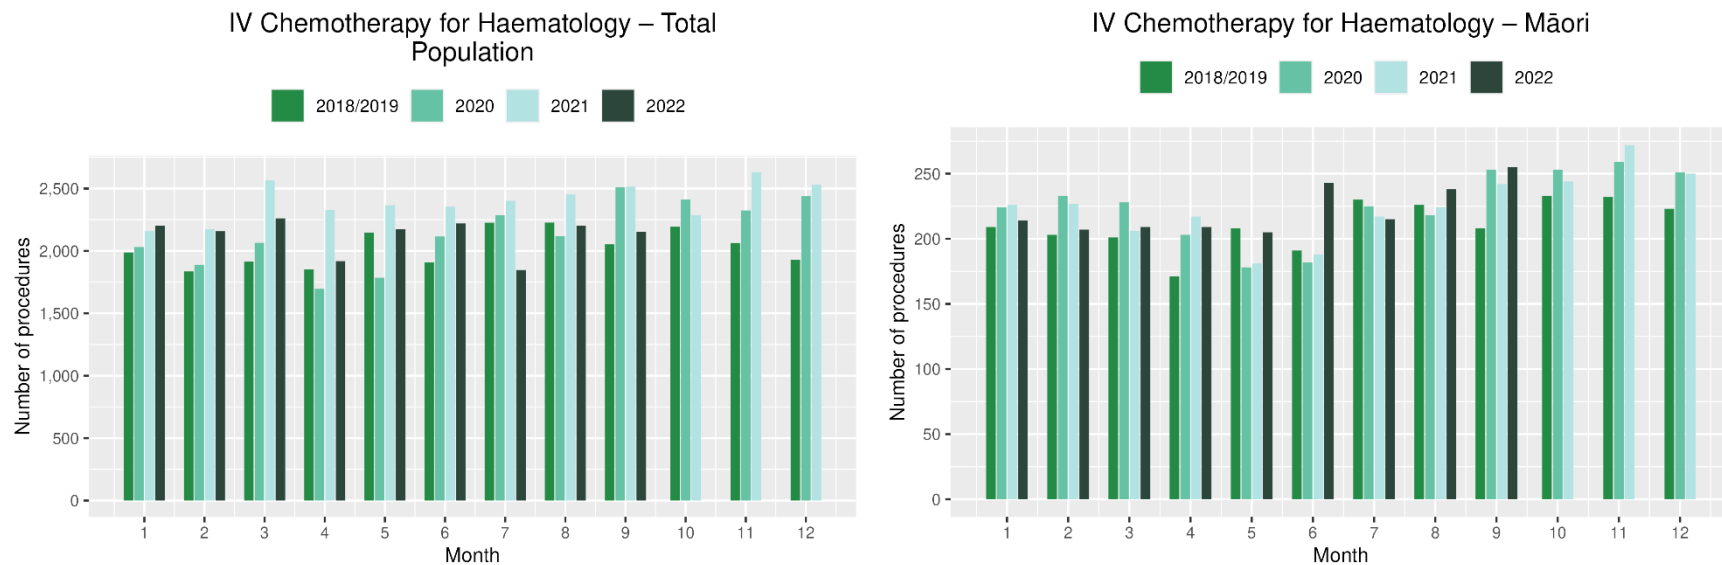 IV Chemotherapy for Haematology – Total
Population
2018/2019 2020 2021 2022
Number of procedures
2,500
2,000
1,500
1,000
500
0
1 2 3 4 5 6 7 8 9 10 11 12
Month
IV Chemotherapy for Haematology – Māori
2018/2019 2020 2021 2022
Number of procedures
250
200
150
100
50
0
1 2 3 4 5 6 7 8 9 10 11 12
Month